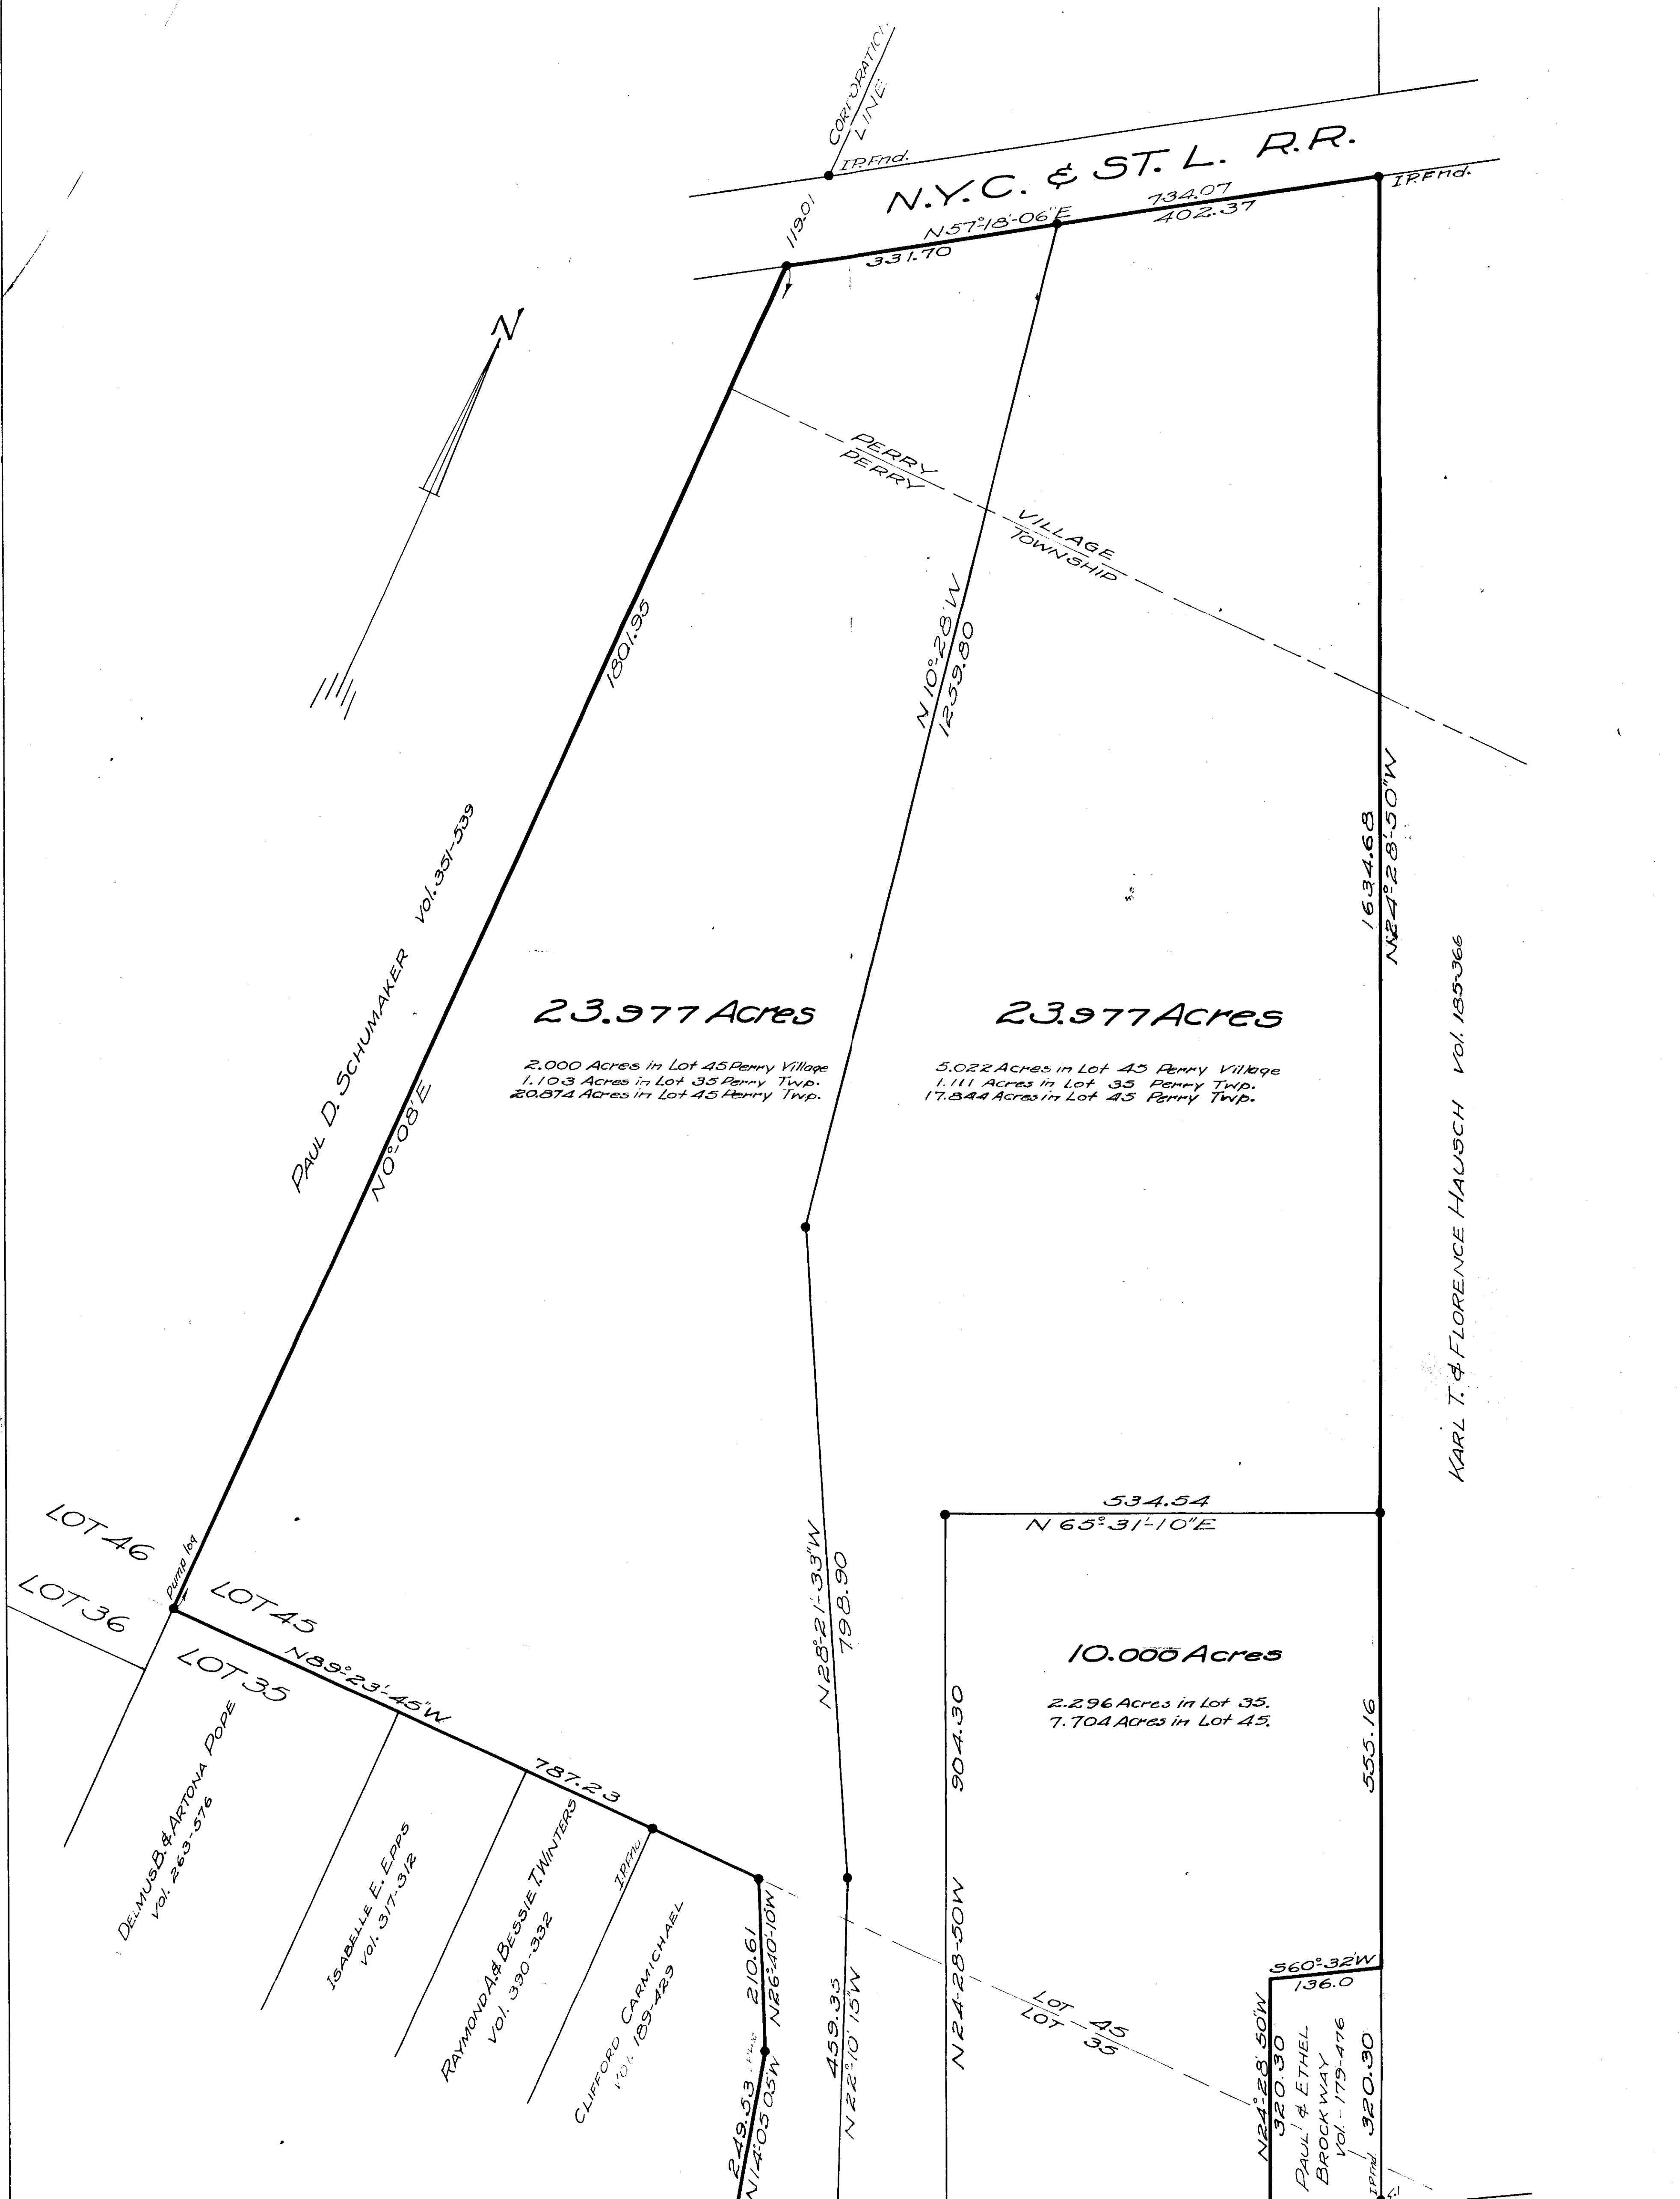 CORPORATION
LINE
I.P.Fnd.
N.Y.C. & ST. L. R.R.
119.01
N57°-18'-06"E
734.07
331.70
402.37
I.P.Fnd.
N
PERRY VILLAGE
PERRY TOWNSHIP
1801.95
N0°-08'E
N 10°-28' W
1259.80
1634.68
N24°-28'-50"W
PAUL D. SCHUMAKER Vol. 351-539
KARL T. & FLORENCE HAUSCH Vol. 185-366
23.977 Acres
2.000 Acres in Lot 45 Perry Village
1.103 Acres in Lot 35 Perry Twp.
20.874 Acres in Lot 45 Perry Twp.
23.977 Acres
5.022 Acres in Lot 45 Perry Village
1.111 Acres in Lot 35 Perry Twp.
17.844 Acres in Lot 45 Perry Twp.
534.54
N 65°-31'-10"E
LOT 46
LOT 36
Pump log
LOT 45
LOT 35
N89°-23'-45"W
787.23
N28°-21'-33"W
798.90
10.000 Acres
2.296 Acres in Lot 35.
7.704 Acres in Lot 45.
904.30
N24-28-50W
555.16
DELMUS B. & ARTONA POPE
Vol. 263-576
ISABELLE E. EPPS
Vol. 317-312
RAYMOND A. & BESSIE T. WINTERS
Vol. 330-332
I.P.Fnd
CLIFFORD CARMICHAEL
Vol. 189-429
210.61
N26°-40'-10"W
249.53
N14°05'05"W
459.35
N 22°-10' 15"W
LOT 45
LOT 35
S60°-32'W
136.0
N24°-28'50"W
320.30
PAUL & ETHEL
BROCKWAY
Vol - 179-476
320.30
I.P.Fnd.